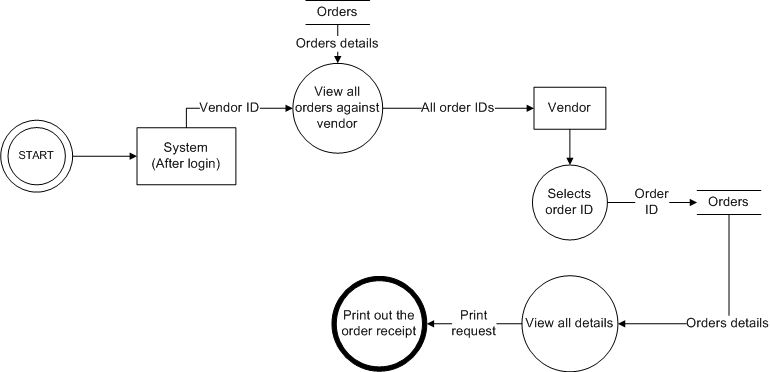 Orders
Orders details
View all
orders against
vendor
Vendor ID
All order IDs
Vendor
START
System
(After login)
Selects
order ID
Order
ID
Orders
Orders details
View all details
Print
request
Print out the
order receipt